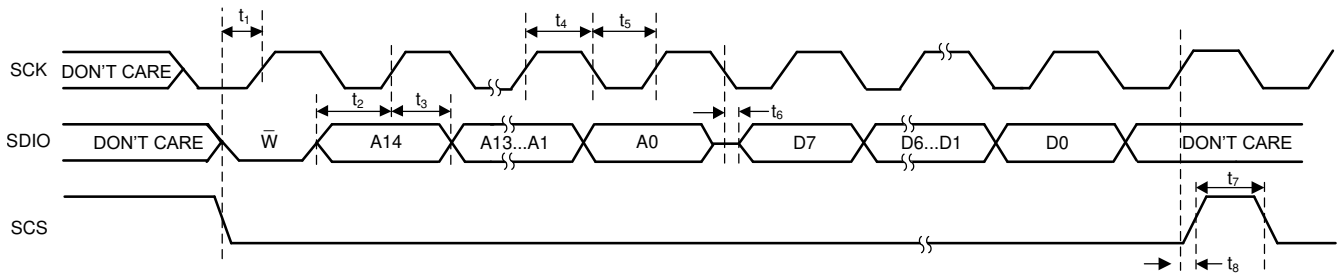 t1 t4 t5
SCK DON'T CARE
t2 t3 t6
SDIO DON'T CARE W̅ A14 A13...A1 A0 D7 D6...D1 D0 DON'T CARE
t7
SCS
t8